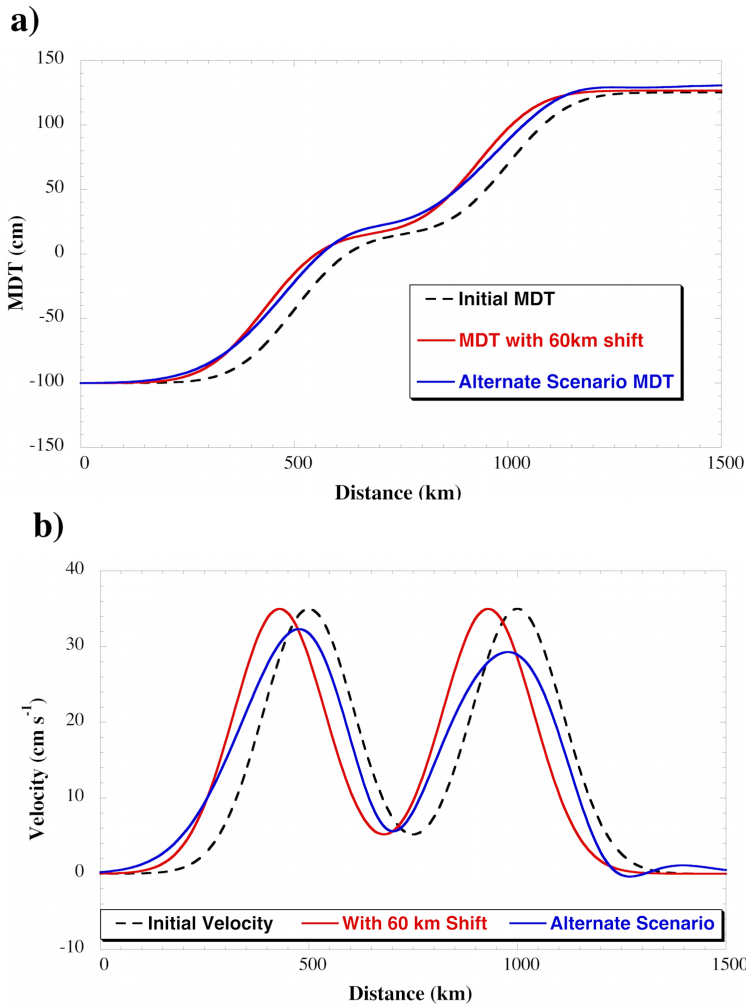 a)
150
100
50
0
-50
-100
-150
MDT (cm)
Initial MDT
MDT with 60km shift
Alternate Scenario MDT
0 500 1000 1500
Distance (km)
b)
40
30
20
10
0
-10
Velocity (cm s-1)
Initial Velocity With 60 km Shift Alternate Scenario
0 500 1000 1500
Distance (km)